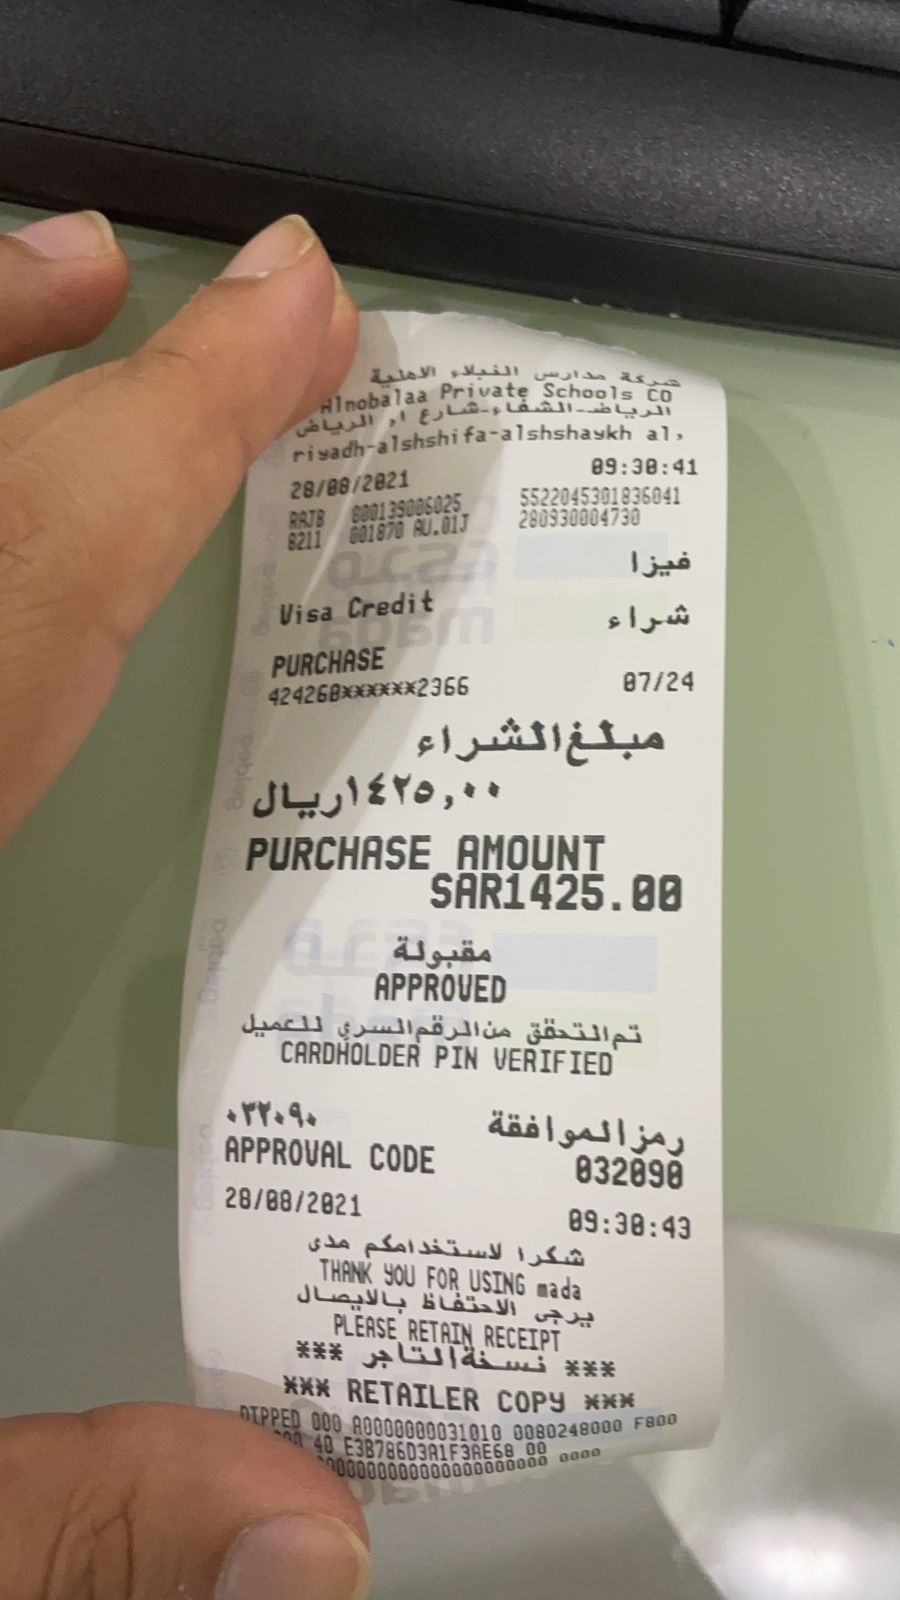 شركة مدارس النبلاء الاهلية
Alnobalaa Private Schools CO
الرياض-الشفاء-شارع ا, الرياض
riyadh-alshshifa-alshshaykh al,
28/08/2021 09:30:41
RAJB 800139006025 5522045301836041
8211 001870 AU.01J 280930004730
فيزا
Visa Credit
شراء
PURCHASE
424260xxxxxx2366 07/24
مبلغ الشراء
١٤٢٥,٠٠ ريال
PURCHASE AMOUNT
SAR1425.00
مقبولة
APPROVED
تم التحقق من الرقم السري للعميل
CARDHOLDER PIN VERIFIED
رمز الموافقة ٠٣٢٠٩٠
APPROVAL CODE 032090
28/08/2021 09:30:43
شكرا لاستخدامكم مدى
THANK YOU FOR USING mada
يرجى الاحتفاظ بالايصال
PLEASE RETAIN RECEIPT
*** نسخة التاجر ***
*** RETAILER COPY ***
DIPPED 000 A0000000031010 0080248000 F800
40 E3B786D3A1F3AE68 00
0000